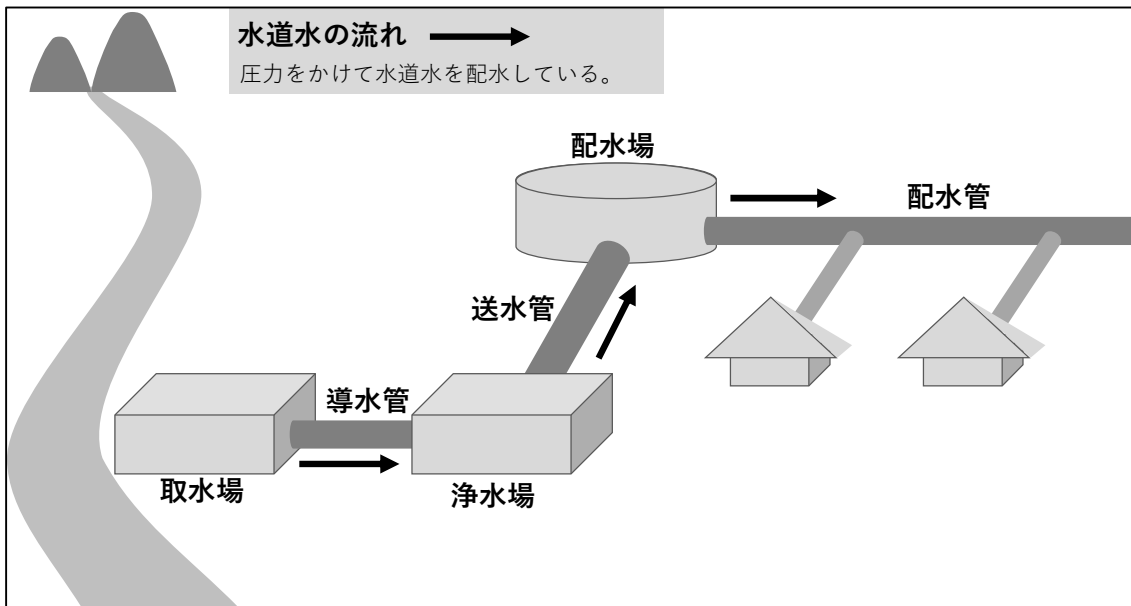 水道水の流れ
圧力をかけて水道水を配水している。
配水場
配水管
送水管
導水管
取水場
浄水場